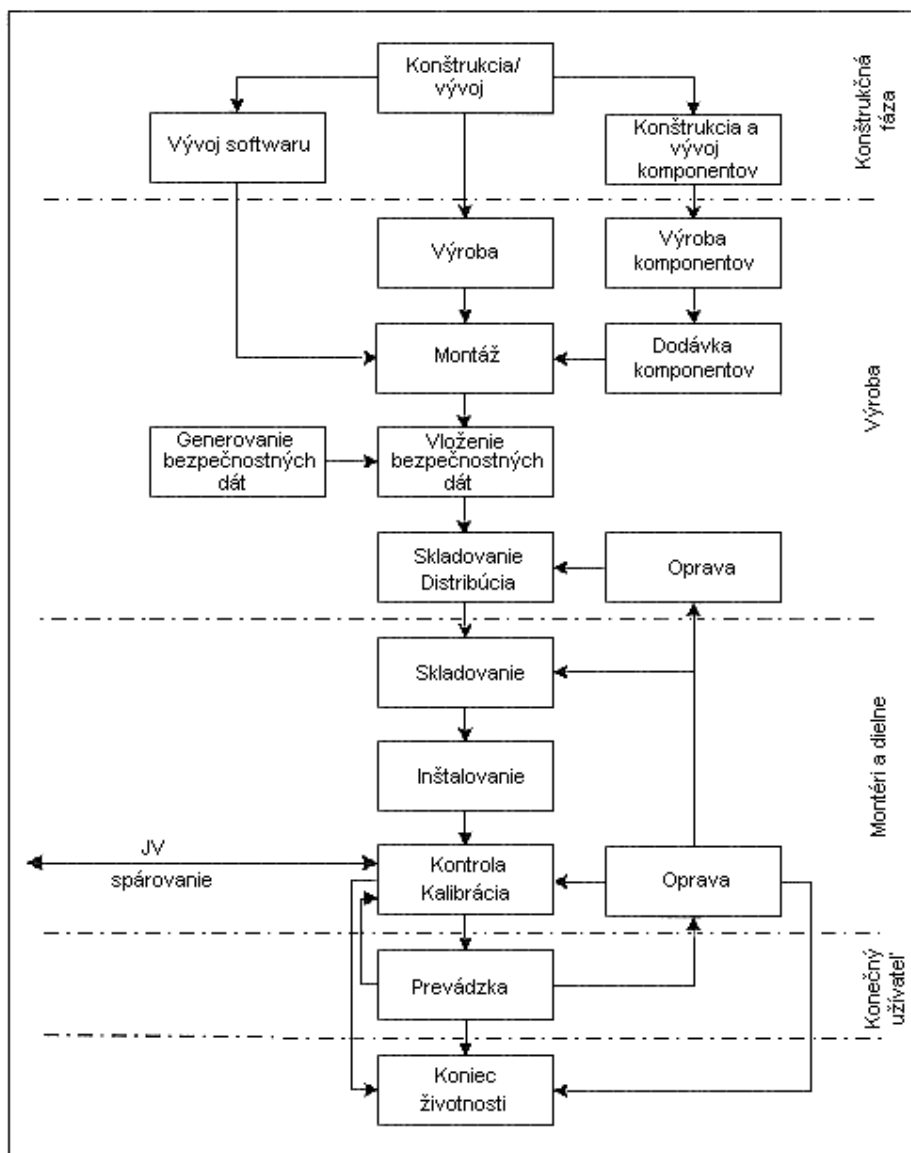 Konštrukcia/
vývoj
Vývoj softwaru
Konštrukcia a
vývoj
komponentov
Konštrukčná
fáza
Výroba
Výroba
komponentov
Montáž
Dodávka
komponentov
Výroba
Generovanie
bezpečnostných
dát
Vloženie
bezpečnostných
dát
Skladovanie
Distribúcia
Oprava
Skladovanie
Inštalovanie
Montéri a dielne
JV
spárovanie
Kontrola
Kalibrácia
Oprava
Prevádzka
Konečný
užívateľ
Koniec
životnosti